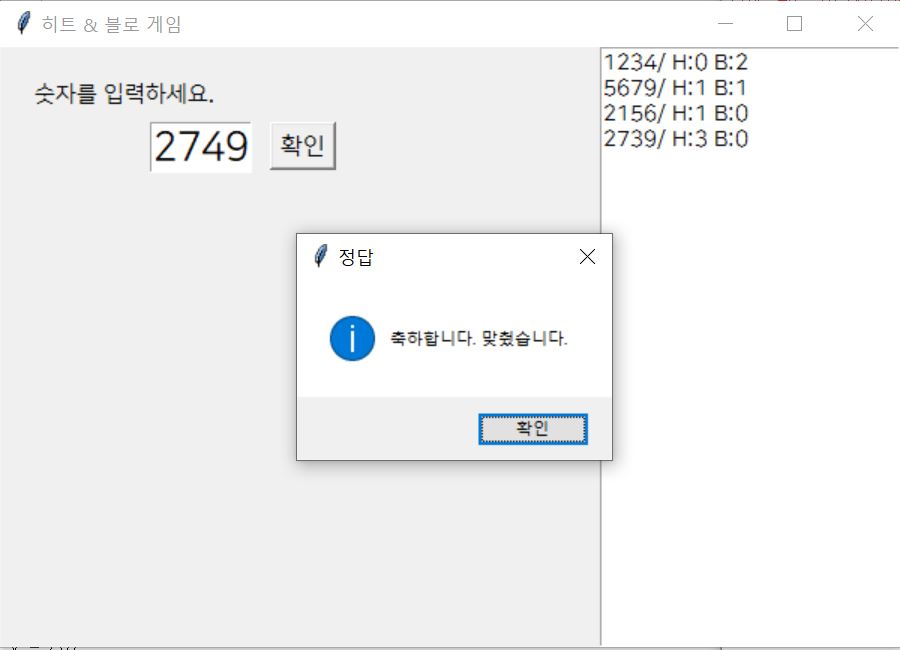 히트 & 블로 게임
숫자를 입력하세요.
2749 확인
1234/ H:0 B:2
5679/ H:1 B:1
2156/ H:1 B:0
2739/ H:3 B:0
정답
축하합니다. 맞췄습니다.
확인